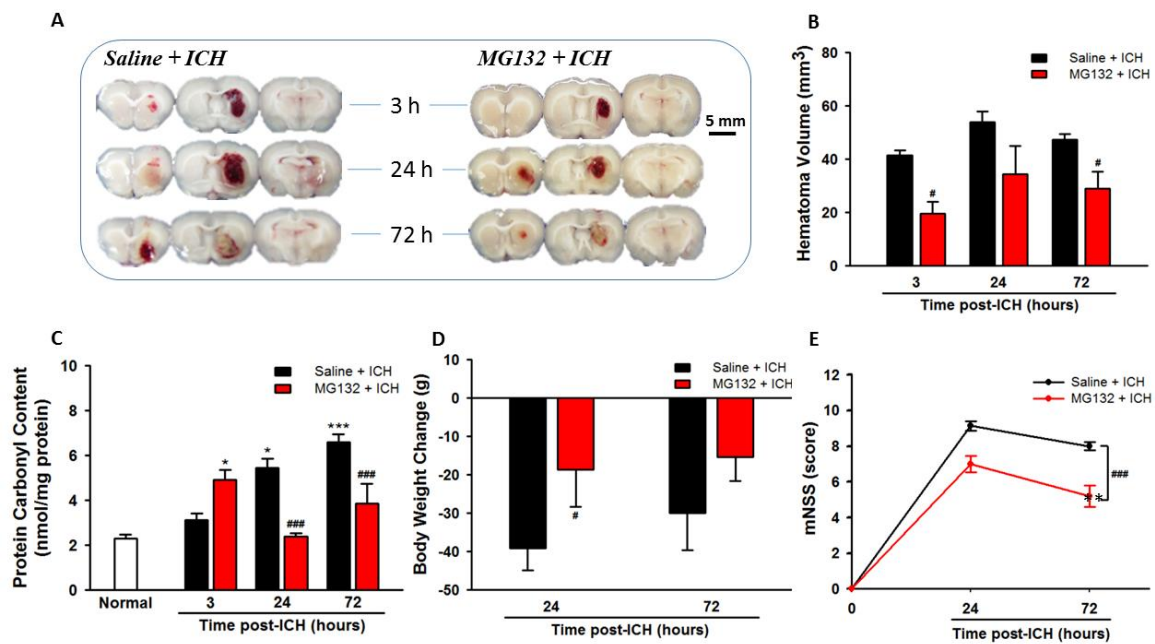 A
Saline + ICH
MG132 + ICH
3 h
24 h
72 h
5 mm
B
Hematoma Volume (mm³)
80
60
40
20
0
Saline + ICH
MG132 + ICH
#
#
3 24 72
Time post-ICH (hours)
C
Protein Carbonyl Content
(nmol/mg protein)
10
8
6
4
2
0
Saline + ICH
MG132 + ICH
*
*
###
***
###
Normal 3 24 72
Time post-ICH (hours)
D
Body Weight Change (g)
10
0
-10
-20
-30
-40
-50
Saline + ICH
MG132 + ICH
#
24 72
Time post-ICH (hours)
E
mNSS (score)
12
10
8
6
4
2
0
Saline + ICH
MG132 + ICH
###
**
0 24 72
Time post-ICH (hours)